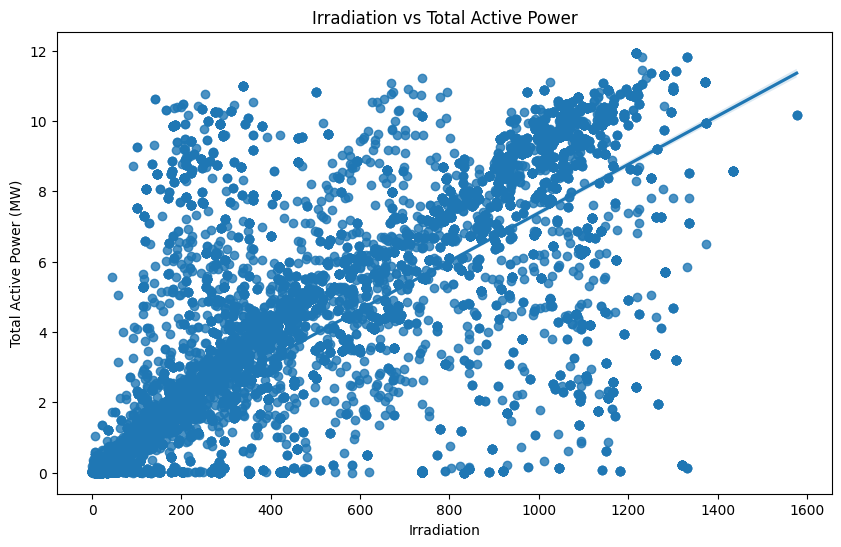 Irradiation vs Total Active Power
Total Active Power (MW)
12
10
8
6
4
2
0
0 200 400 600 800 1000 1200 1400 1600
Irradiation